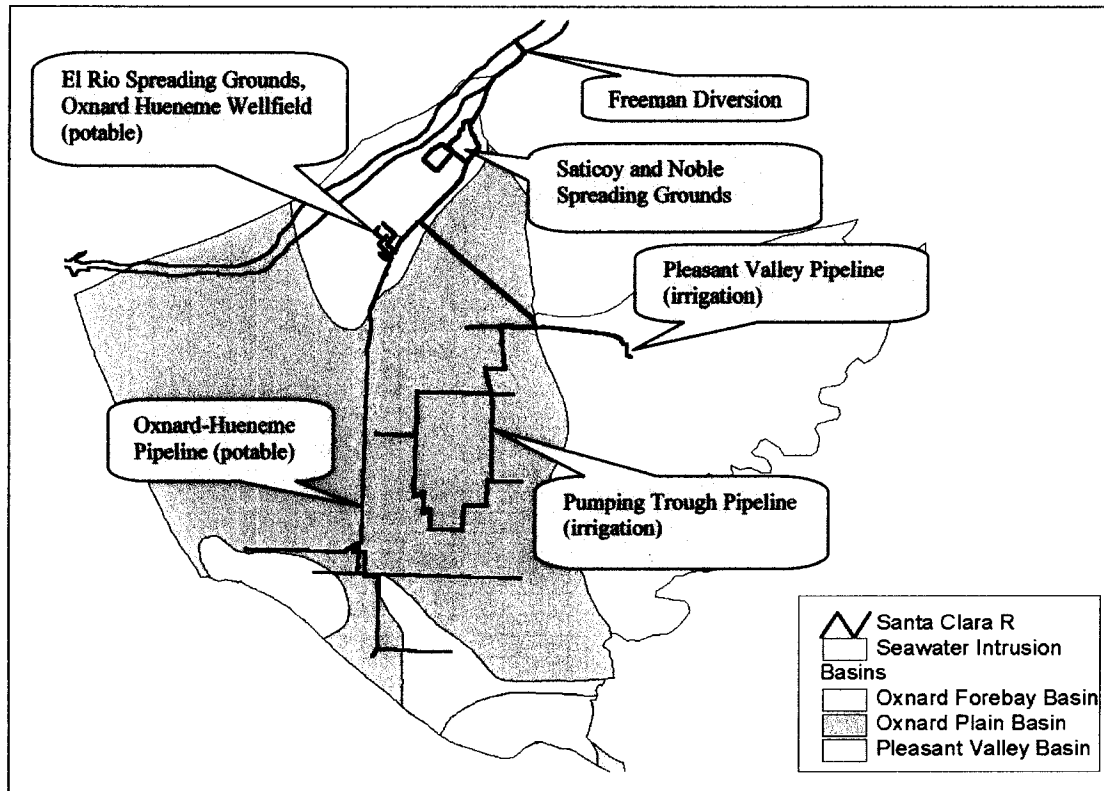 El Rio Spreading Grounds,
Oxnard Hueneme Wellfield
(potable)
Freeman Diversion
Saticoy and Noble
Spreading Grounds
Pleasant Valley Pipeline
(irrigation)
Oxnard-Hueneme
Pipeline (potable)
Pumping Trough Pipeline
(irrigation)
Santa Clara R
Seawater Intrusion
Basins
Oxnard Forebay Basin
Oxnard Plain Basin
Pleasant Valley Basin